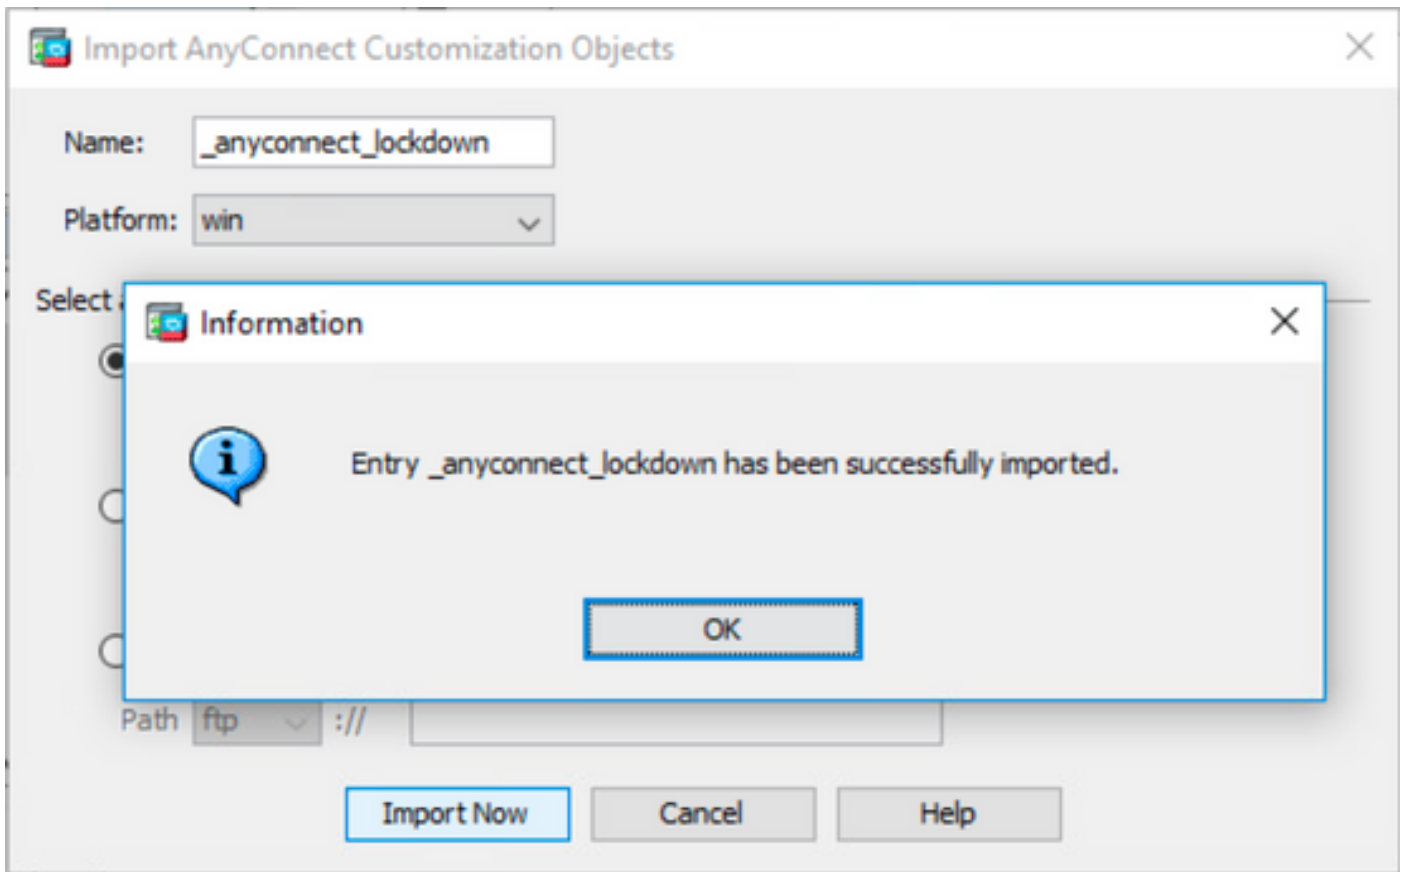 Import AnyConnect Customization Objects
Name: _anyconnect_lockdown
Platform: win
Select
Information
Entry _anyconnect_lockdown has been successfully imported.
OK
Path ftp ://
Import Now Cancel Help